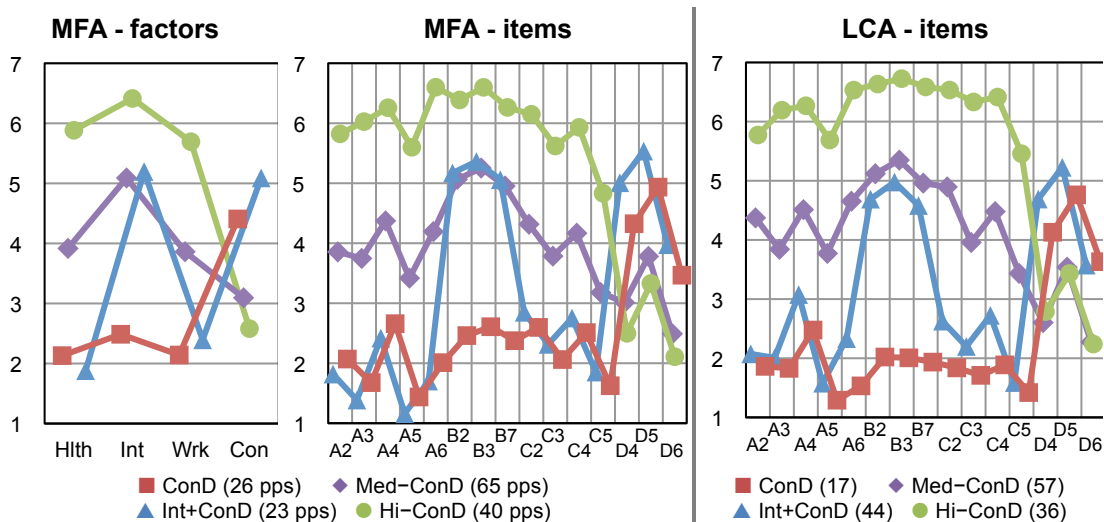 MFA - factors
MFA - items
LCA - items
7
6
5
4
3
2
1
Hlth Int Wrk Con
7
6
5
4
3
2
1
A2 A3 A4 A5 A6 B2 B3 B7 C2 C3 C4 C5 D4 D5 D6
7
6
5
4
3
2
1
A2 A3 A4 A5 A6 B2 B3 B7 C2 C3 C4 C5 D4 D5 D6
ConD (26 pps) Med−ConD (65 pps)
Int+ConD (23 pps) Hi−ConD (40 pps)
ConD (17) Med−ConD (57)
Int+ConD (44) Hi−ConD (36)